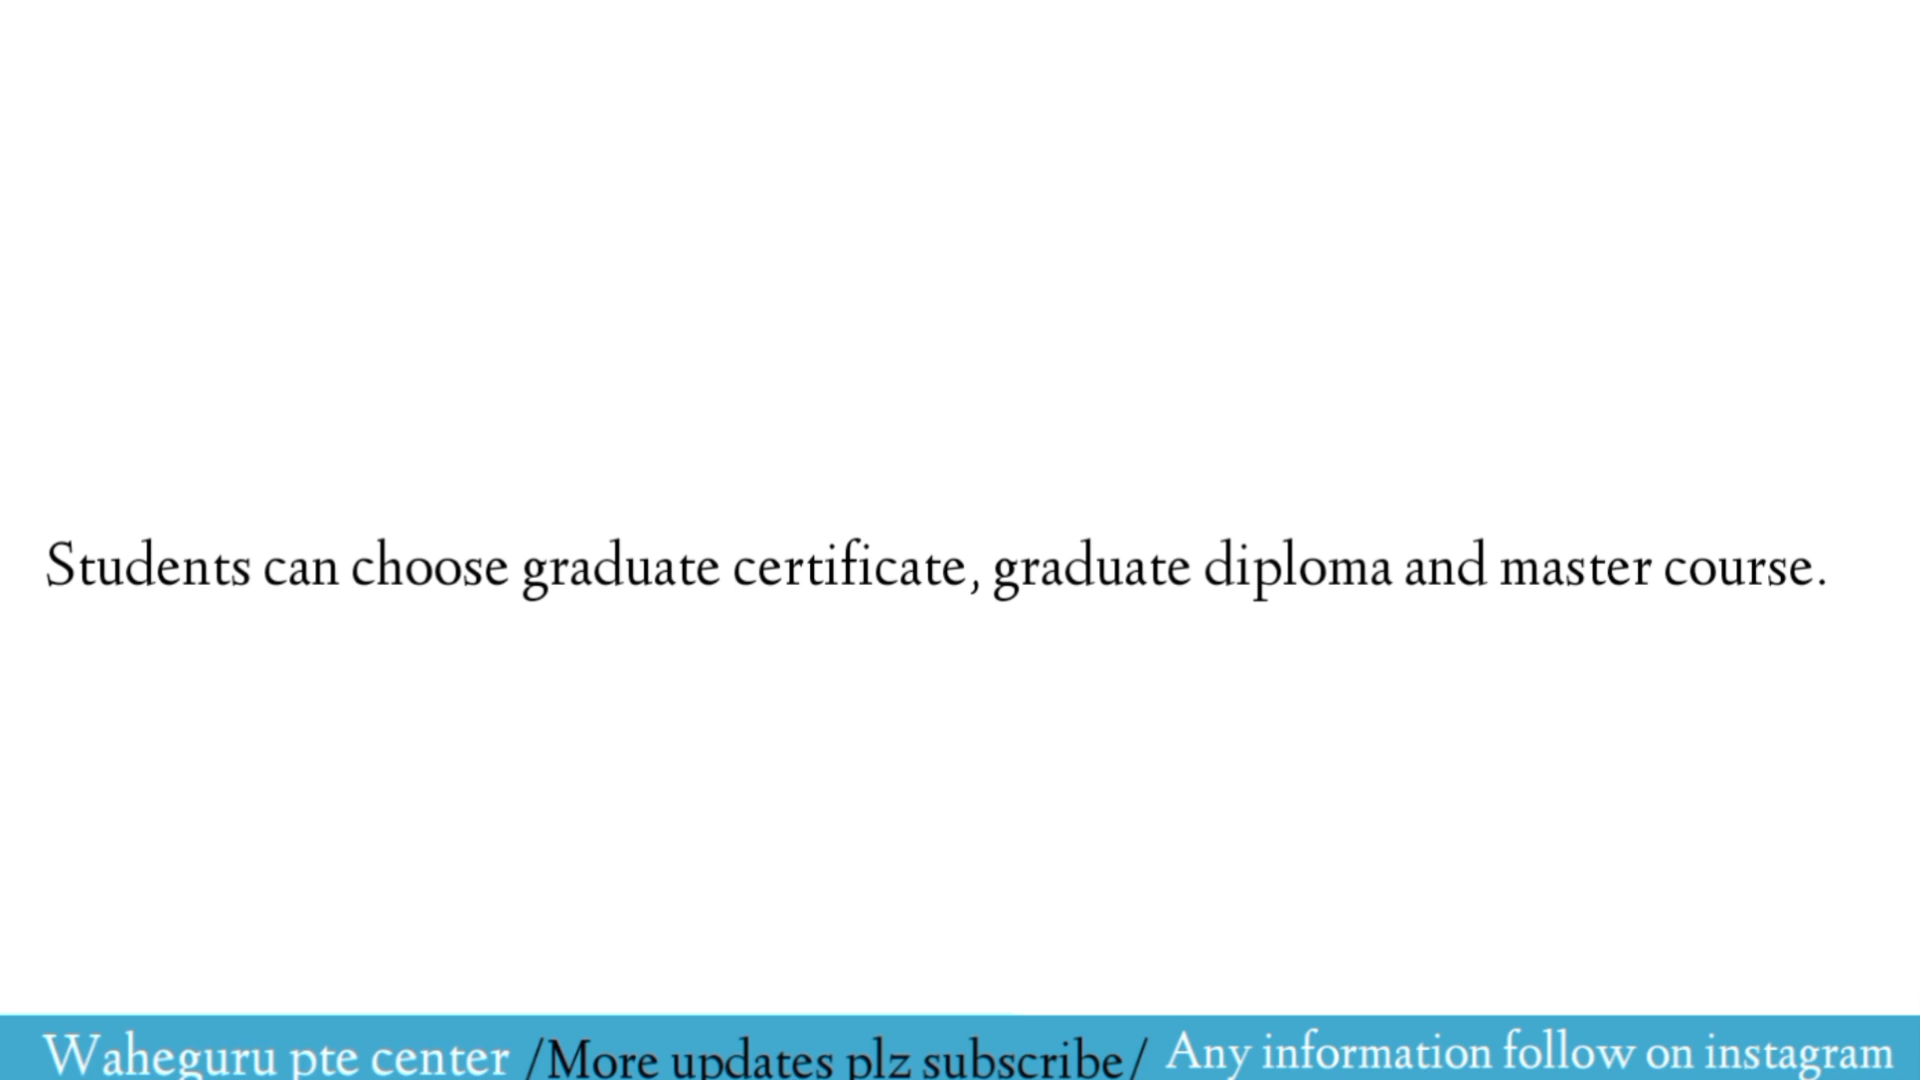 Students can choose graduate certificate, graduate diploma and master course.
Waheguru pte center /More updates plz subscribe/ Any information follow on instagram